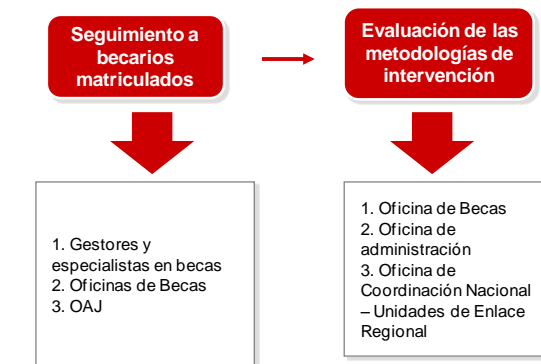 Seguimiento a
becarios
matriculados
Evaluación de las
metodologías de
intervención
1. Gestores y
especialistas en becas
2. Oficinas de Becas
3. OAJ
1. Oficina de Becas
2. Oficina de
administración
3. Oficina de
Coordinación Nacional
– Unidades de Enlace
Regional